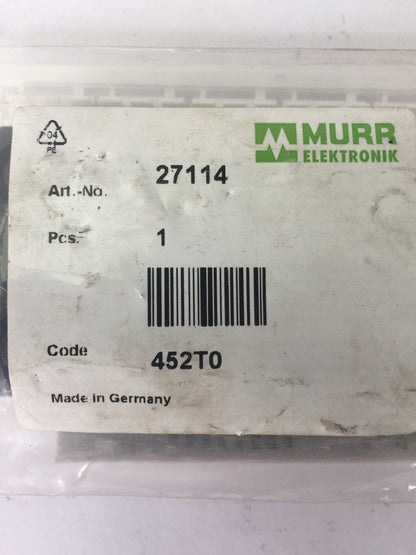 04
PE
MURR
ELEKTRONIK
Art.-No. 27114
Pcs. 1
Code 452T0
Made in Germany